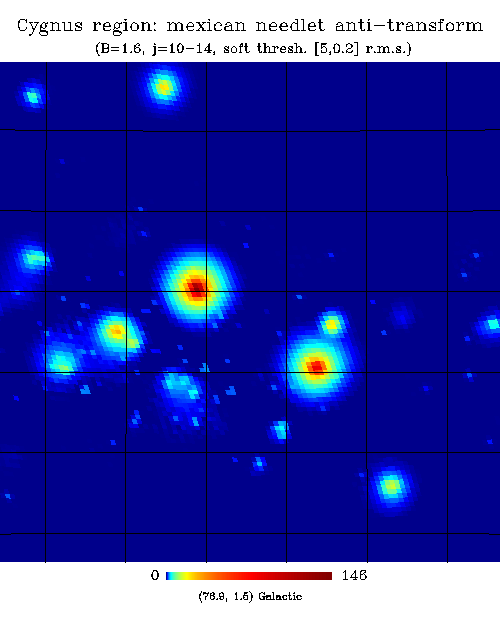 Cygnus region: mexican needlet anti-transform
(B=1.6, j=10-14, soft thresh. [5,0.2] r.m.s.)
0 146
(76.9, 1.5) Galactic